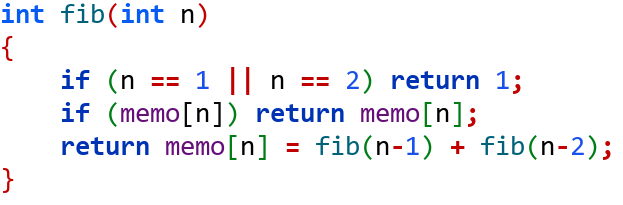 int fib(int n)
{
    if (n == 1 || n == 2) return 1;
    if (memo[n]) return memo[n];
    return memo[n] = fib(n-1) + fib(n-2);
}